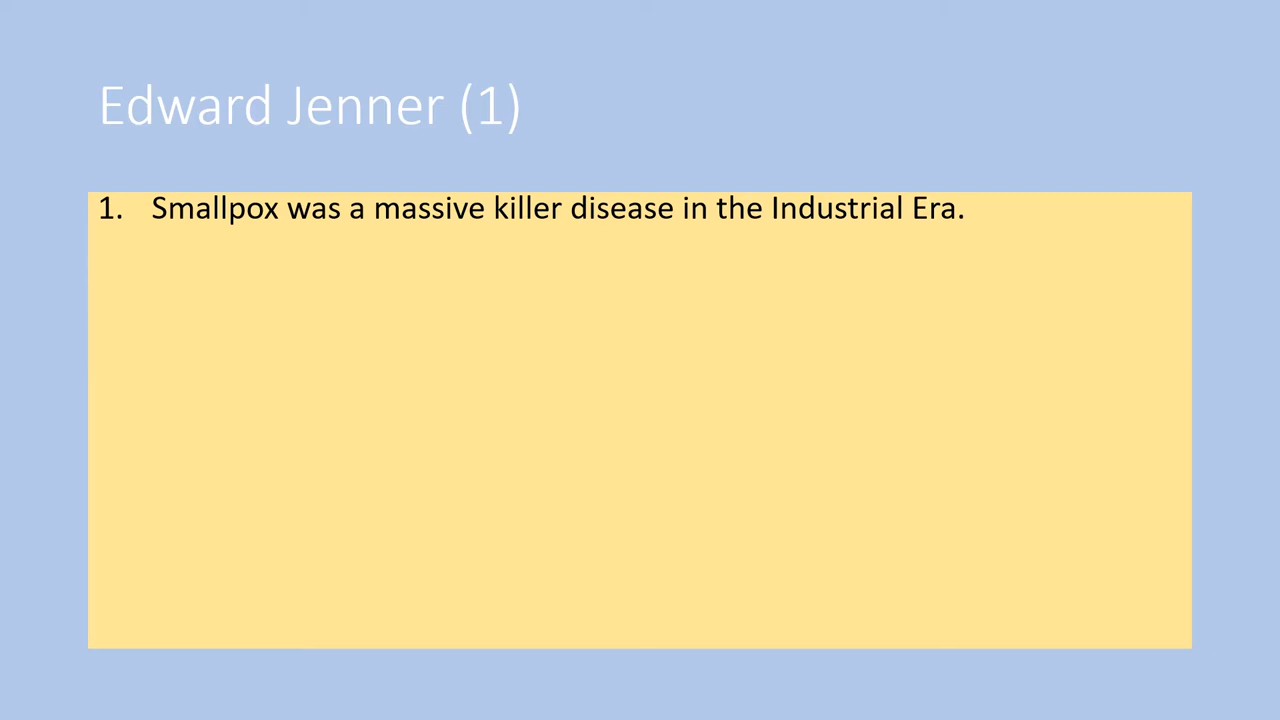 Edward Jenner (1)
1. Smallpox was a massive killer disease in the Industrial Era.